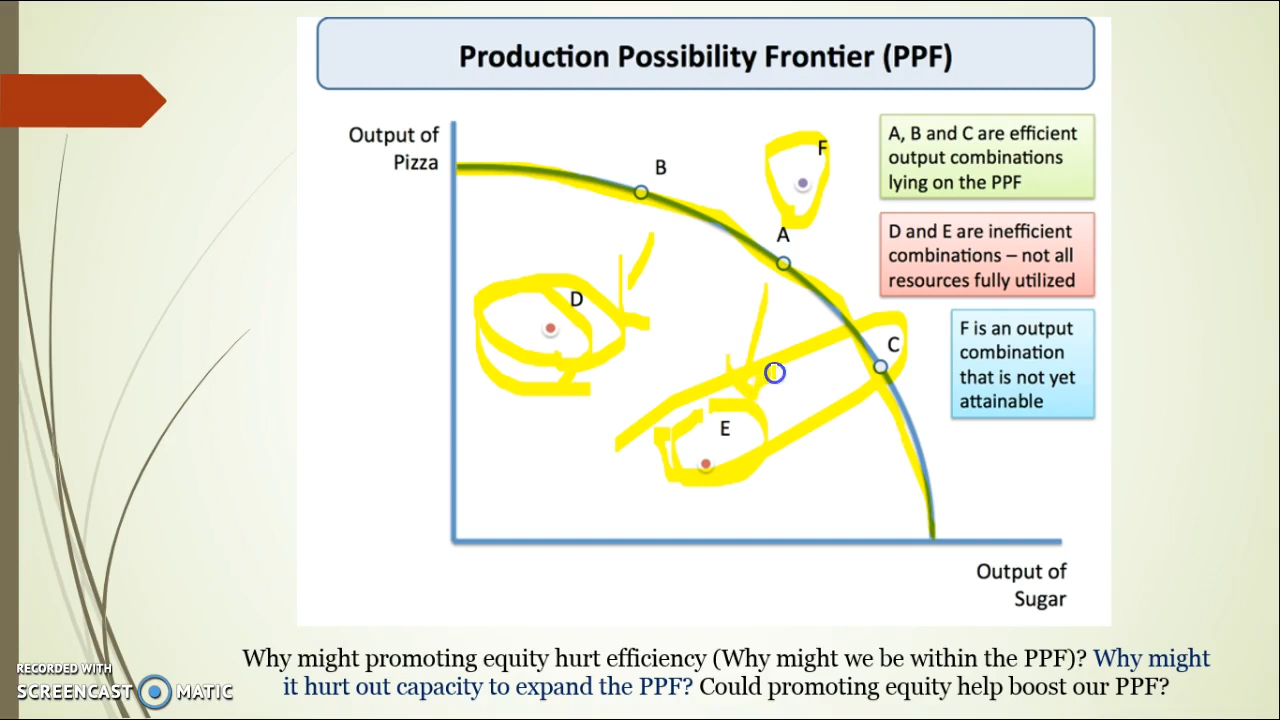 Production Possibility Frontier (PPF)
Output of
Pizza
B
F
A
D
C
E
A, B and C are efficient
output combinations
lying on the PPF
D and E are inefficient
combinations – not all
resources fully utilized
F is an output
combination
that is not yet
attainable
Output of
Sugar
Why might promoting equity hurt efficiency (Why might we be within the PPF)? Why might
it hurt out capacity to expand the PPF? Could promoting equity help boost our PPF?
RECORDED WITH
SCREENCAST MATIC